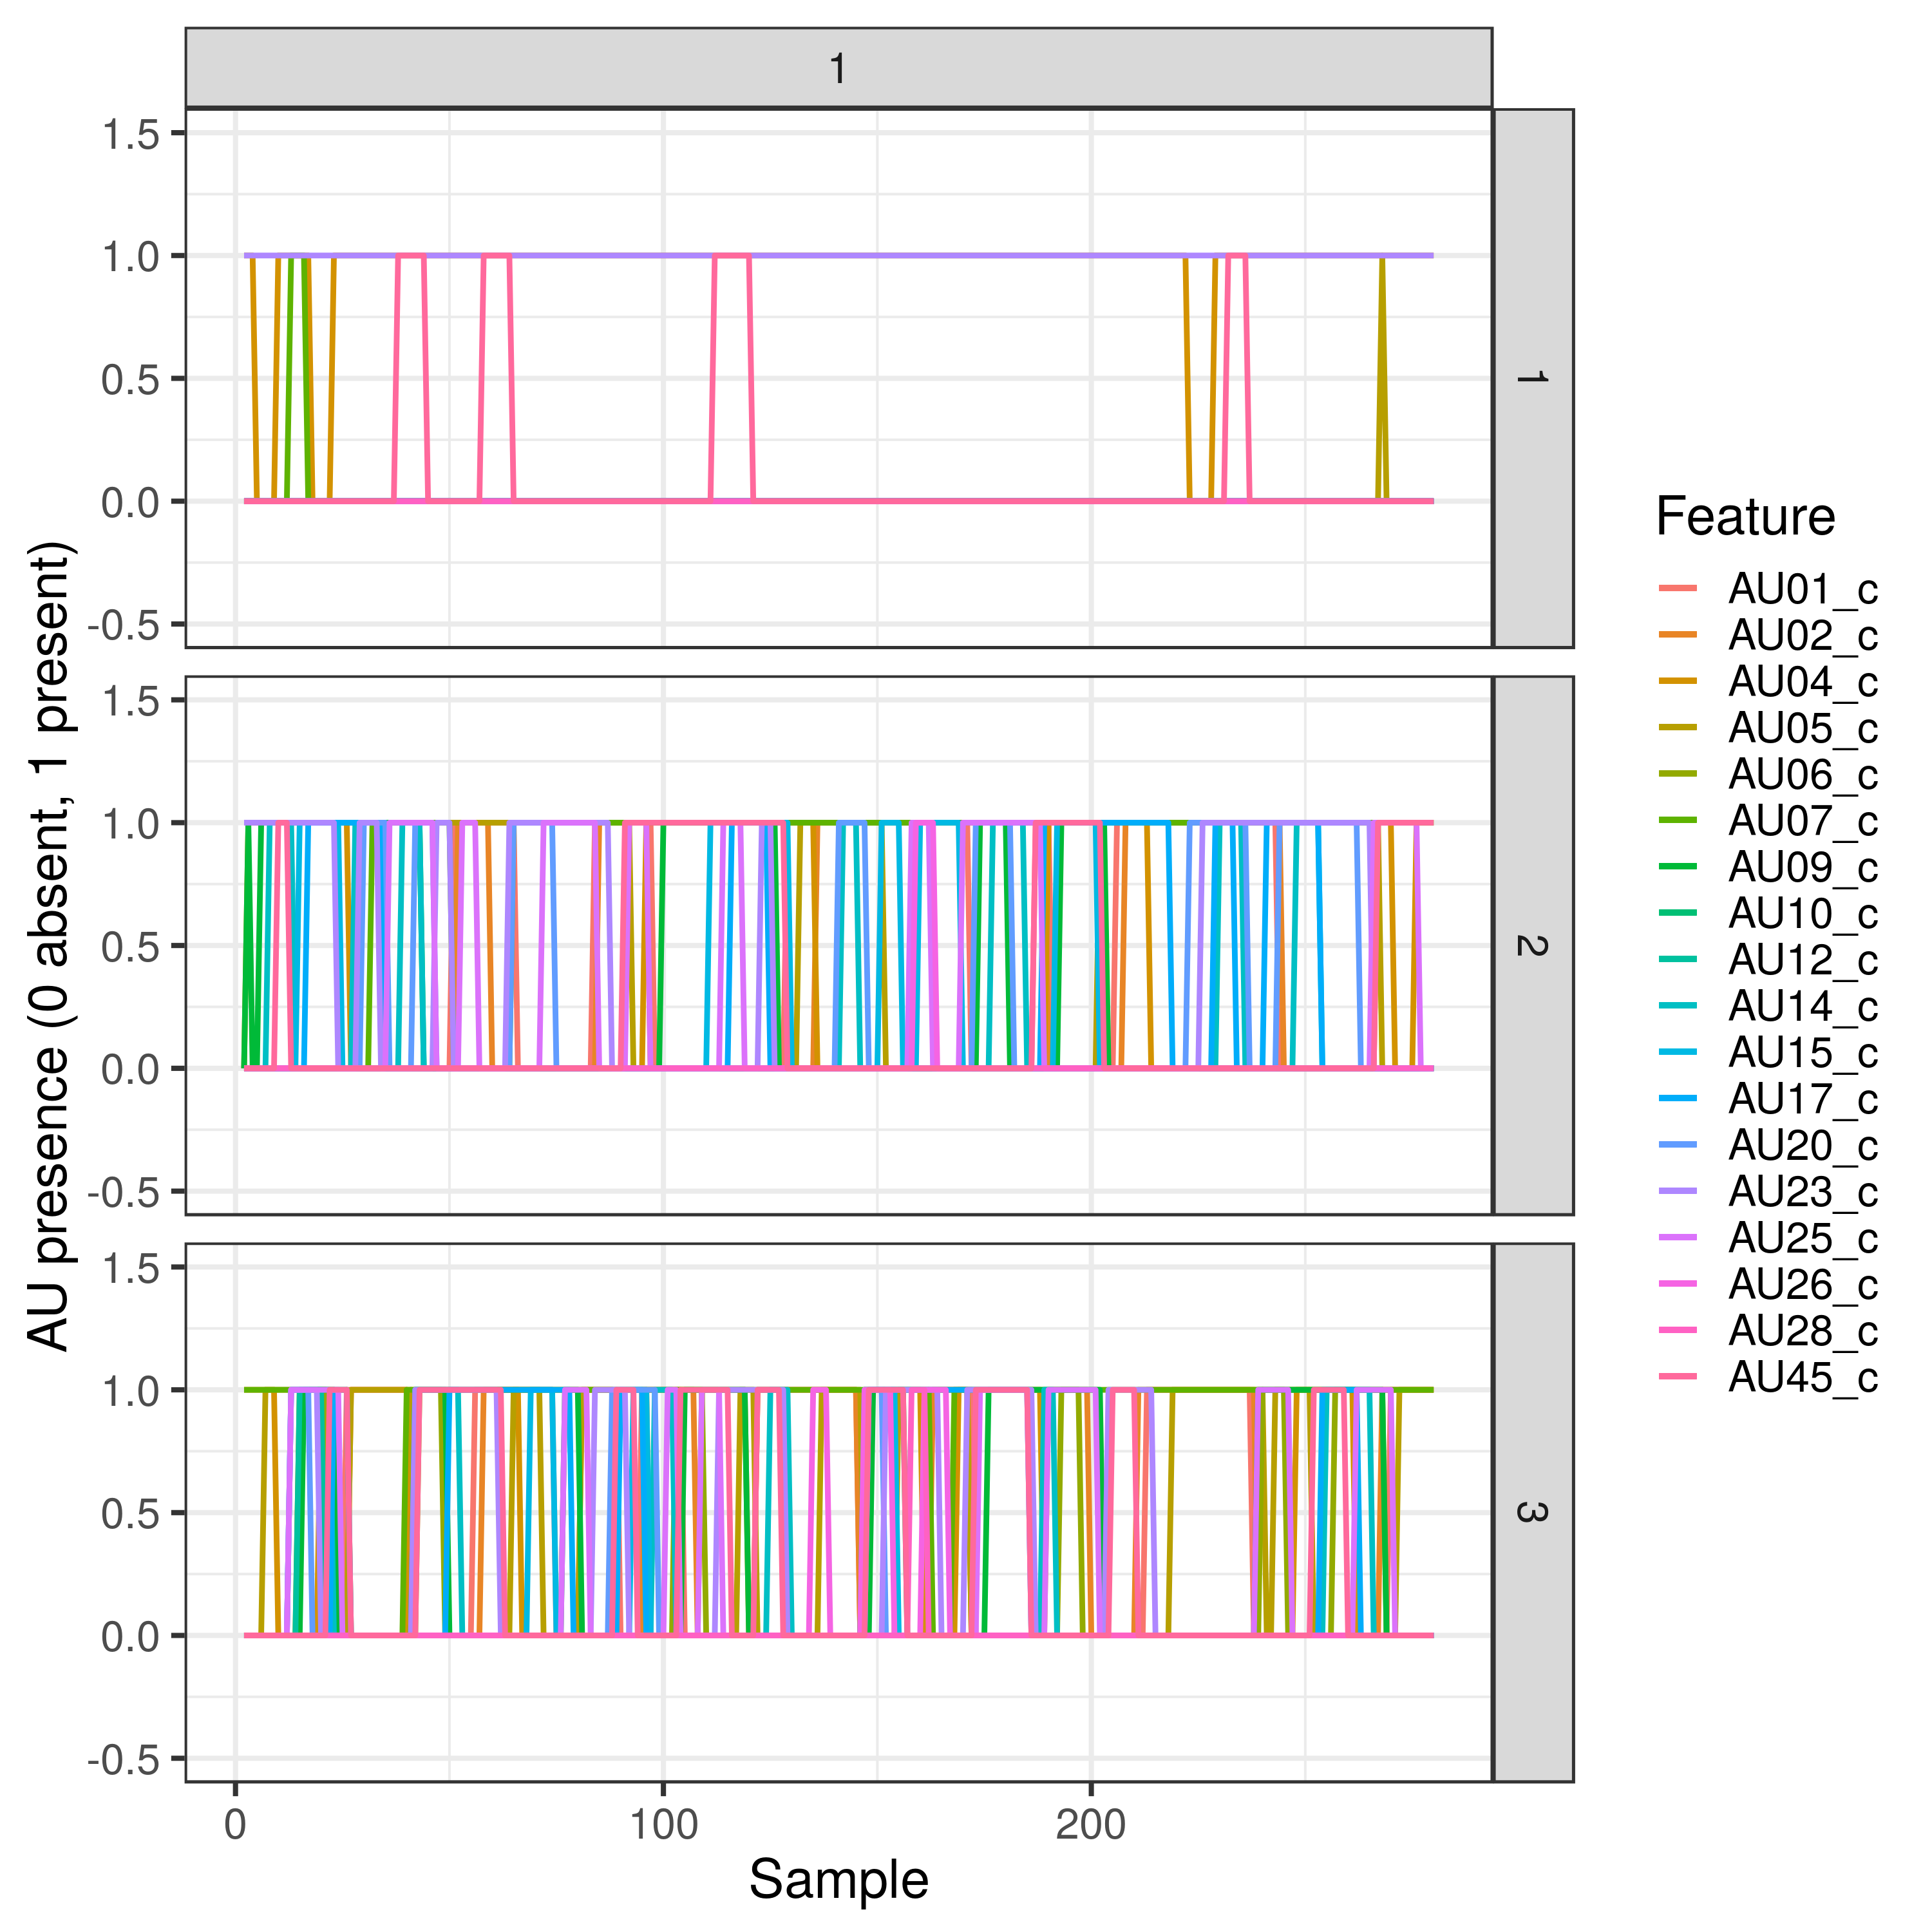 1
1.5
1.0
0.5
0.0
-0.5
1
1.5
1.0
0.5
0.0
-0.5
2
1.5
1.0
0.5
0.0
-0.5
3
0 100 200
Sample
AU presence (0 absent, 1 present)
Feature
AU01_c
AU02_c
AU04_c
AU05_c
AU06_c
AU07_c
AU09_c
AU10_c
AU12_c
AU14_c
AU15_c
AU17_c
AU20_c
AU23_c
AU25_c
AU26_c
AU28_c
AU45_c